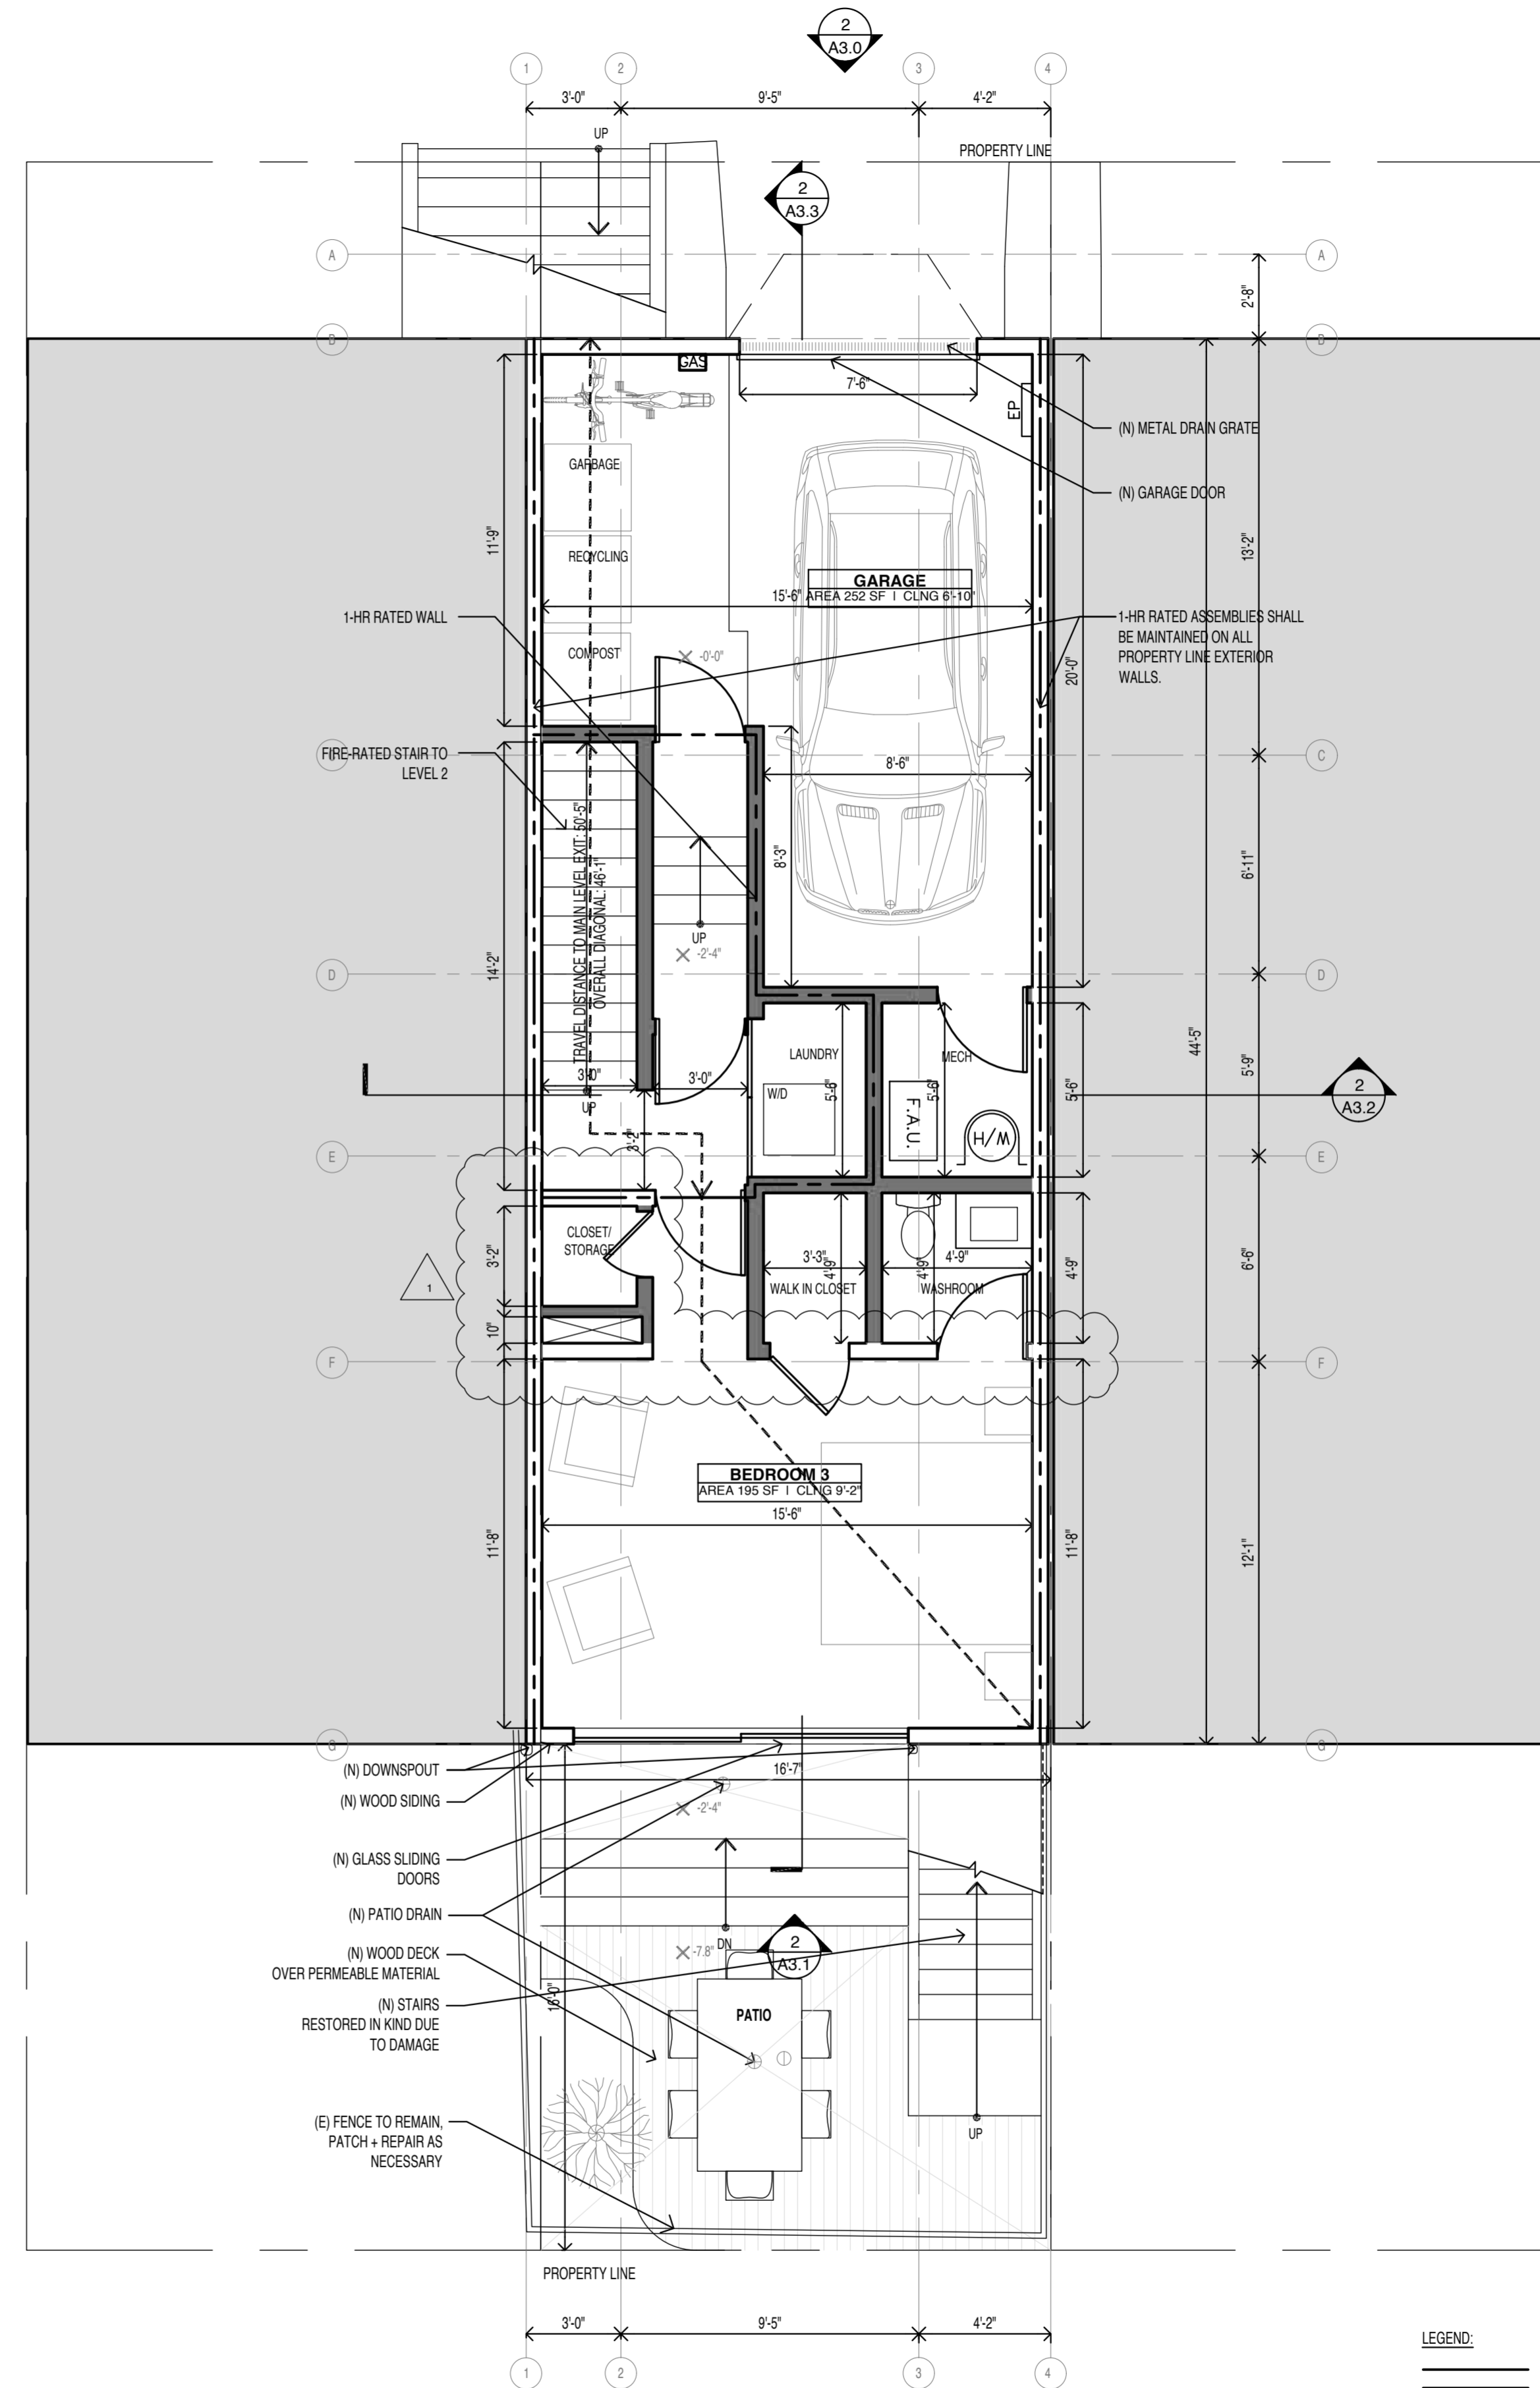 2
A3.0
1
2
3
4
3'-0"
9'-5"
4'-2"
UP
PROPERTY LINE
2
A3.3
A
A
2'-8"
B
B
GAS
7'-6"
EP
(N) METAL DRAIN GRATE
GARBAGE
(N) GARAGE DOOR
11'-9"
RECYCLING
13'-2"
GARAGE
15'-6"
AREA 252 SF | CLNG 6'-10"
1-HR RATED WALL
1-HR RATED ASSEMBLIES SHALL
BE MAINTAINED ON ALL
PROPERTY LINE EXTERIOR
WALLS.
COMPOST
-0'-0"
20'-0"
FIRE-RATED STAIR TO
LEVEL 2
C
8'-6"
8'-3"
6'-11"
TRAVEL DISTANCE TO MAIN LEVEL EXIT: 50'-5"
OVERALL DIAGONAL: 46'-1"
UP
-2'-4"
14'-2"
D
D
44'-5"
LAUNDRY
MECH
5'-9"
3'-0"
3'-0"
W/D
5'-6"
5'-6"
5'-6"
UP
F.A.U.
W/H
2
A3.2
3'-2"
E
E
CLOSET/
STORAGE
3'-2"
3'-3"
4'-9"
4'-9"
4'-9"
4'-9"
6'-6"
WALK IN CLOSET
WASHROOM
1
10"
F
F
BEDROOM 3
AREA 195 SF | CLNG 9'-2"
15'-6"
11'-8"
11'-8"
12'-1"
G
G
(N) DOWNSPOUT
16'-7"
(N) WOOD SIDING
-2'-4"
(N) GLASS SLIDING
DOORS
(N) PATIO DRAIN
DN
2
A3.1
-7.8"
(N) WOOD DECK
OVER PERMEABLE MATERIAL
16'-0"
(N) STAIRS
RESTORED IN KIND DUE
TO DAMAGE
PATIO
(E) FENCE TO REMAIN,
PATCH + REPAIR AS
NECESSARY
UP
PROPERTY LINE
3'-0"
9'-5"
4'-2"
LEGEND:
1
2
3
4